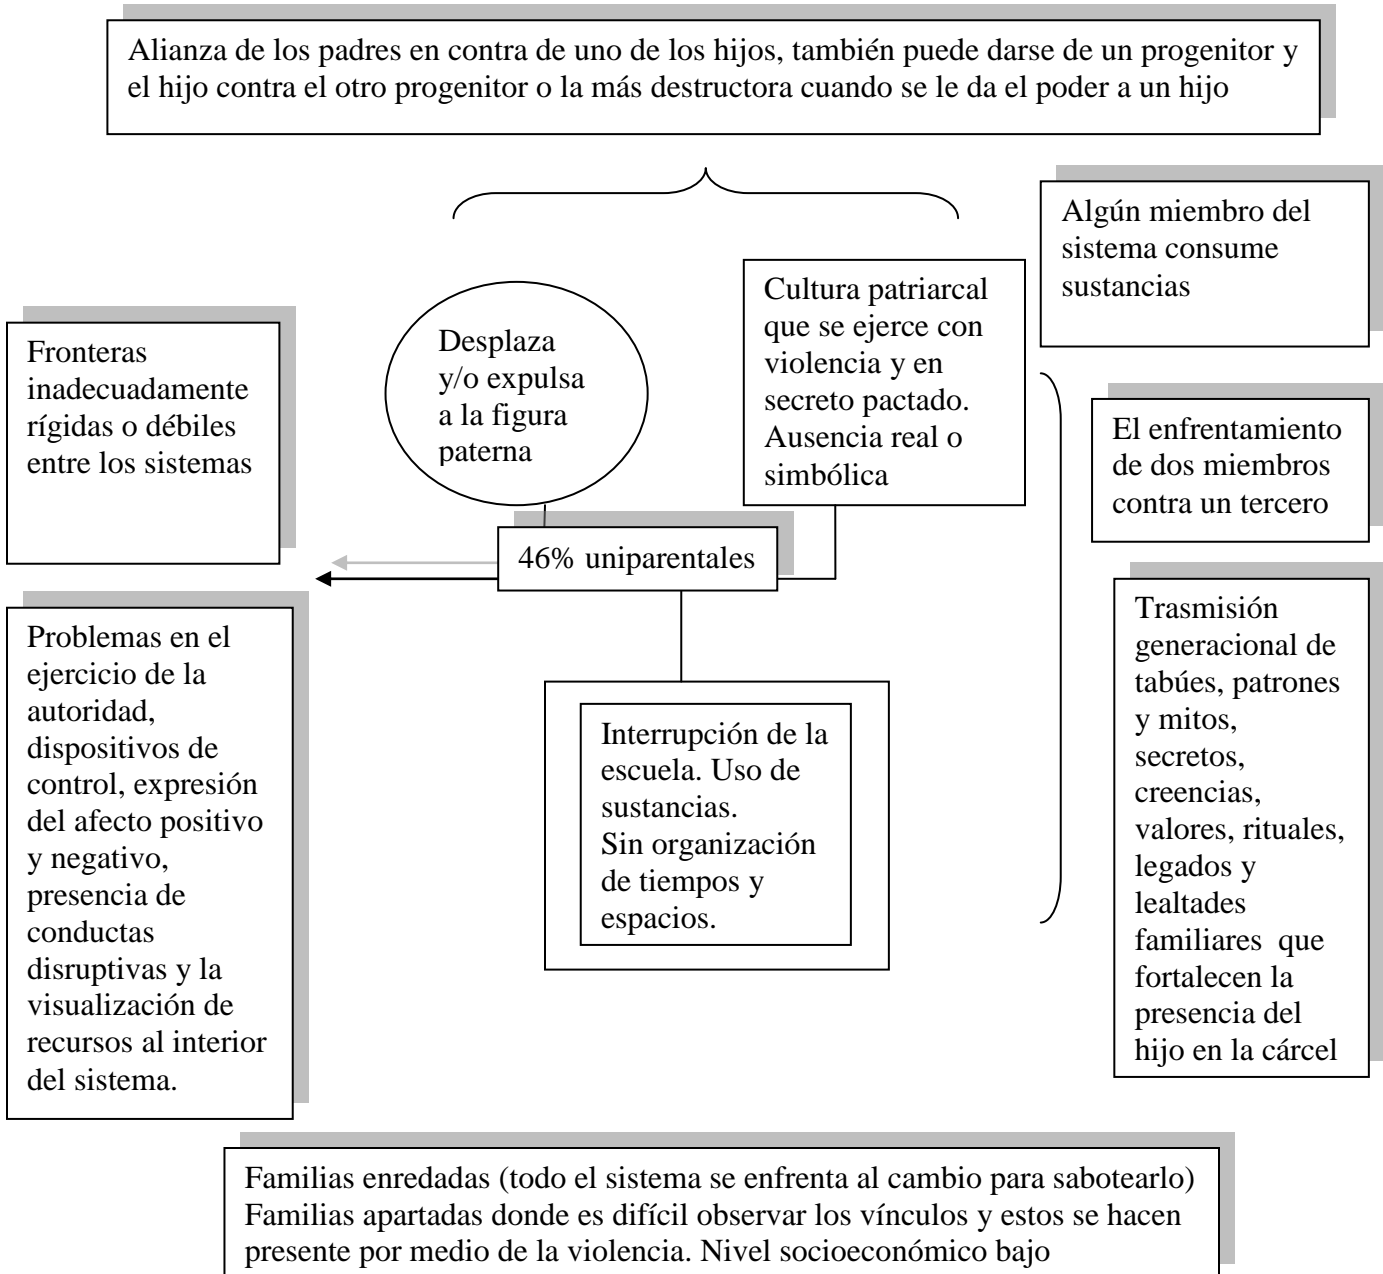 Alianza de los padres en contra de uno de los hijos, también puede darse de un progenitor y
el hijo contra el otro progenitor o la más destructora cuando se le da el poder a un hijo
Algún miembro del
sistema consume
sustancias
Cultura patriarcal
que se ejerce con
violencia y en
secreto pactado.
Ausencia real o
simbólica
Desplaza
y/o expulsa
a la figura
paterna
Fronteras
inadecuadamente
rígidas o débiles
entre los sistemas
El enfrentamiento
de dos miembros
contra un tercero
46% uniparentales
Problemas en el
ejercicio de la
autoridad,
dispositivos de
control, expresión
del afecto positivo
y negativo,
presencia de
conductas
disruptivas y la
visualización de
recursos al interior
del sistema.
Interrupción de la
escuela. Uso de
sustancias.
Sin organización
de tiempos y
espacios.
Trasmisión
generacional de
tabúes, patrones
y mitos,
secretos,
creencias,
valores, rituales,
legados y
lealtades
familiares que
fortalecen la
presencia del
hijo en la cárcel
Familias enredadas (todo el sistema se enfrenta al cambio para sabotearlo)
Familias apartadas donde es difícil observar los vínculos y estos se hacen
presente por medio de la violencia. Nivel socioeconómico bajo